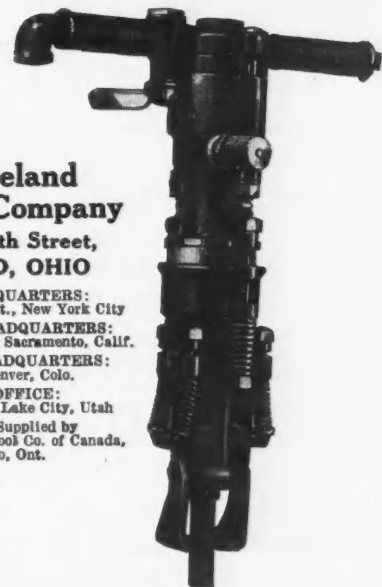 eland
Company
th Street,
D, OHIO
QUARTERS:
t., New York City
ADQUARTERS:
Sacramento, Calif.
ADQUARTERS:
nver, Colo.
OFFICE:
Lake City, Utah
Supplied by
ool Co. of Canada,
o, Ont.